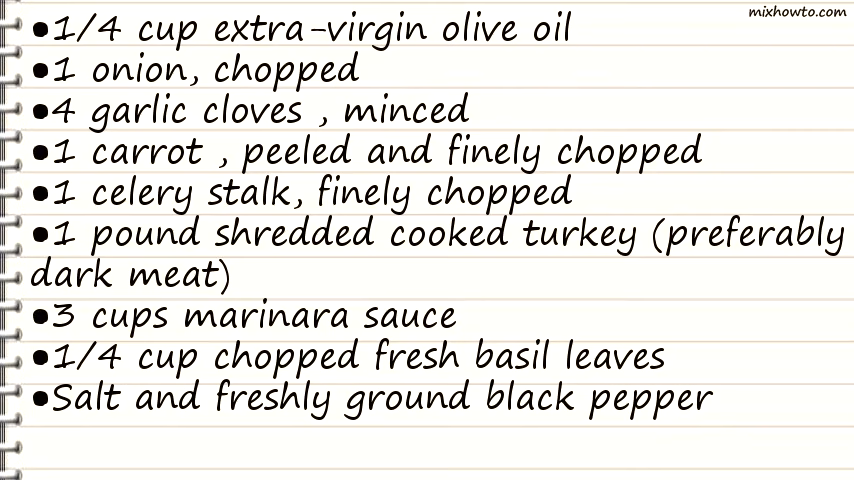 mixhowto.com
•1/4 cup extra-virgin olive oil
•1 onion, chopped
•4 garlic cloves , minced
•1 carrot , peeled and finely chopped
•1 celery stalk, finely chopped
•1 pound shredded cooked turkey (preferably
dark meat)
•3 cups marinara sauce
•1/4 cup chopped fresh basil leaves
•Salt and freshly ground black pepper